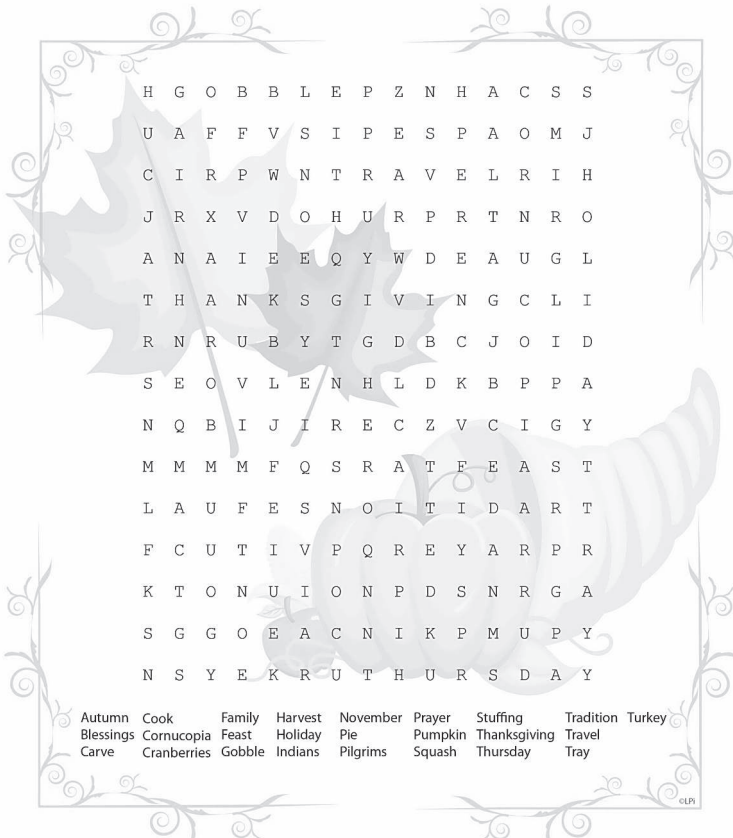 H G O B B L E P Z N H A C S S
U A F F V S I P E S P A O M J
C I R P W N T R A V E L R I H
J R X V D O H U R P R T N R O
A N A I E E Q Y W D E A U G L
T H A N K S G I V I N G C L I
R N R U B Y T G D B C J O I D
S E O V L E N H L D K B P P A
N Q B I J I R E C Z V C I G Y
M M M M F Q S R A T F E A S T
L A U F E S N O I T I D A R T
F C U T I V P Q R E Y A R P R
K T O N U I O N P D S N R G A
S G G O E A C N I K P M U P Y
N S Y E K R U T H U R S D A Y
Autumn Cook Family Harvest November Prayer Stuffing Tradition Turkey
Blessings Cornucopia Feast Holiday Pie Pumpkin Thanksgiving Travel
Carve Cranberries Gobble Indians Pilgrims Squash Thursday Tray
©LPi